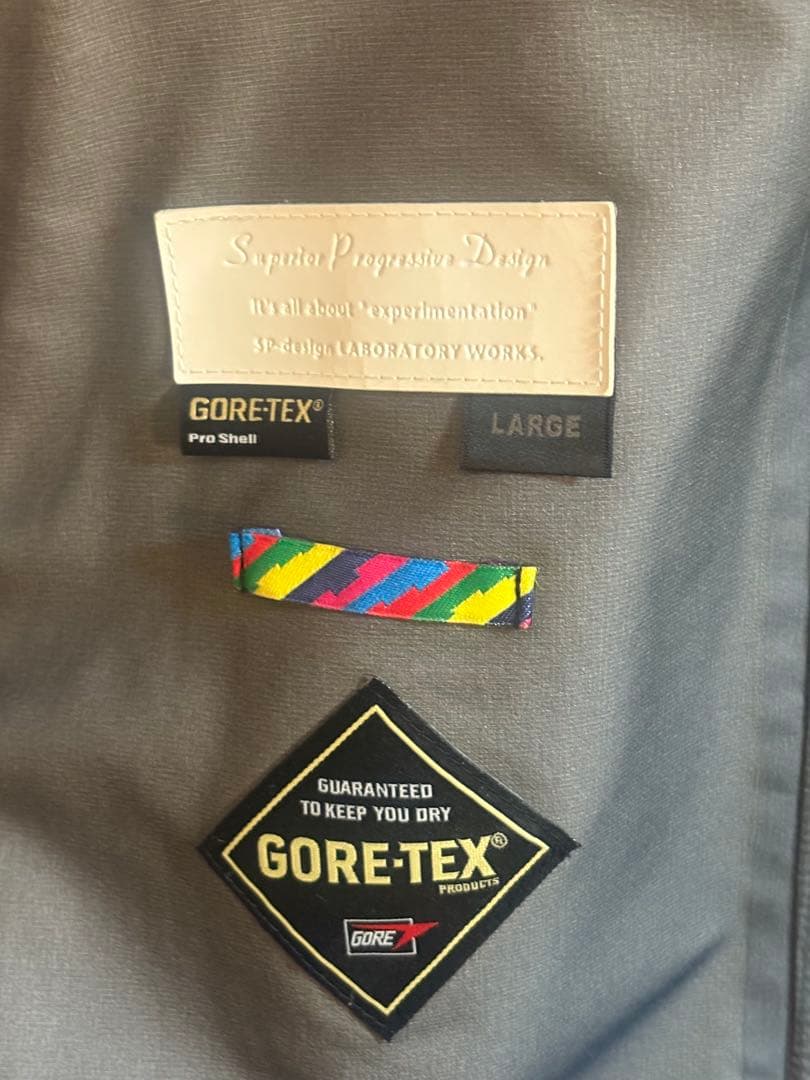 Superior Progressive Design
It's all about "experimentation"
SP-design LABORATORY WORKS.
GORE-TEX®
Pro Shell
LARGE
GUARANTEED
TO KEEP YOU DRY
GORE-TEX®
PRODUCTS
GORE